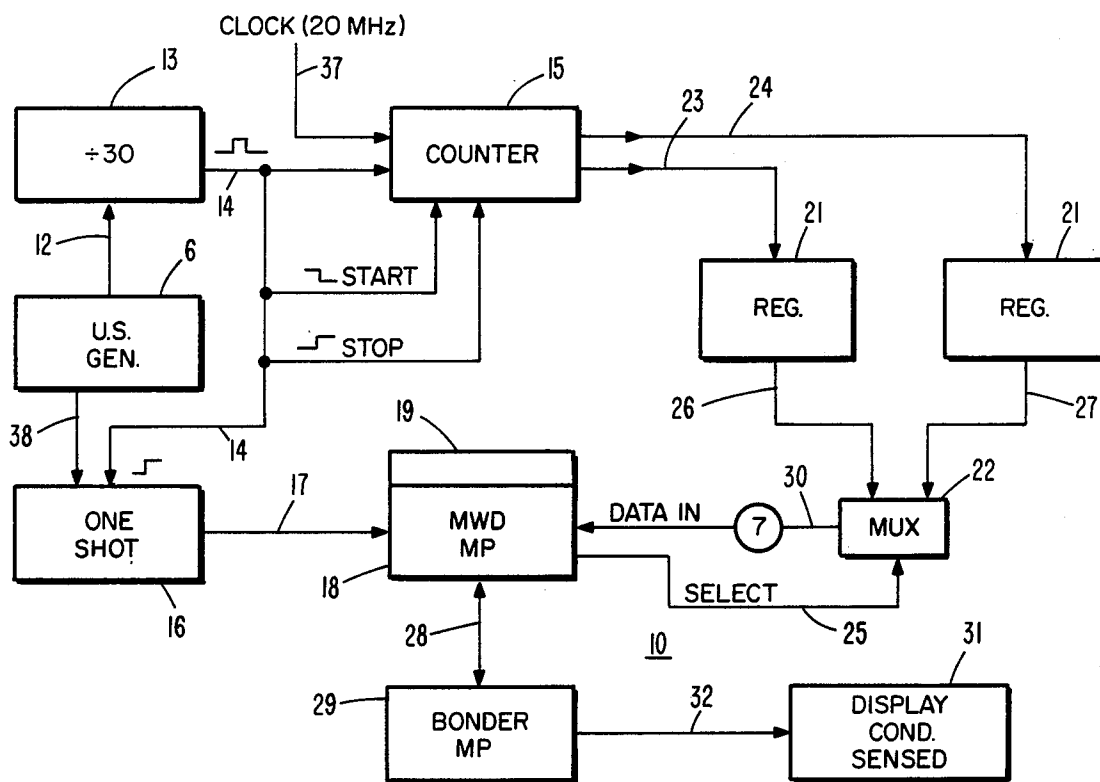 CLOCK (20 MHz)
13
37
15
24
23
÷30
COUNTER
14
14
12
6
START
21
21
U.S.
GEN.
STOP
REG.
REG.
38
14
19
26
27
22
17
30
ONE
SHOT
MWD
MP
DATA IN
7
MUX
18
SELECT
16
28
25
10
31
29
32
BONDER
MP
DISPLAY
COND.
SENSED